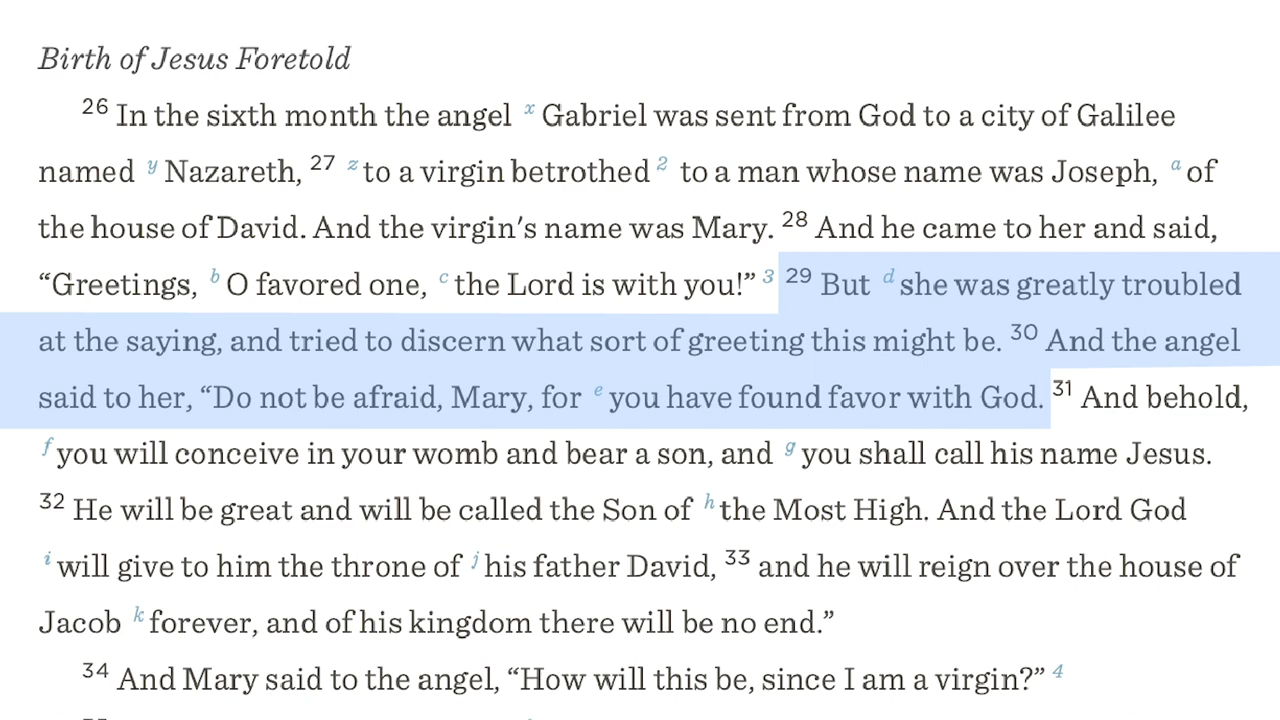 Birth of Jesus Foretold
26 In the sixth month the angel x Gabriel was sent from God to a city of Galilee
named y Nazareth, 27 z to a virgin betrothed 2 to a man whose name was Joseph, a of
the house of David. And the virgin's name was Mary. 28 And he came to her and said,
“Greetings, b O favored one, c the Lord is with you!” 3 29 But d she was greatly troubled
at the saying, and tried to discern what sort of greeting this might be. 30 And the angel
said to her, “Do not be afraid, Mary, for e you have found favor with God. 31 And behold,
f you will conceive in your womb and bear a son, and g you shall call his name Jesus.
32 He will be great and will be called the Son of h the Most High. And the Lord God
i will give to him the throne of j his father David, 33 and he will reign over the house of
Jacob k forever, and of his kingdom there will be no end.”
34 And Mary said to the angel, “How will this be, since I am a virgin?” 4